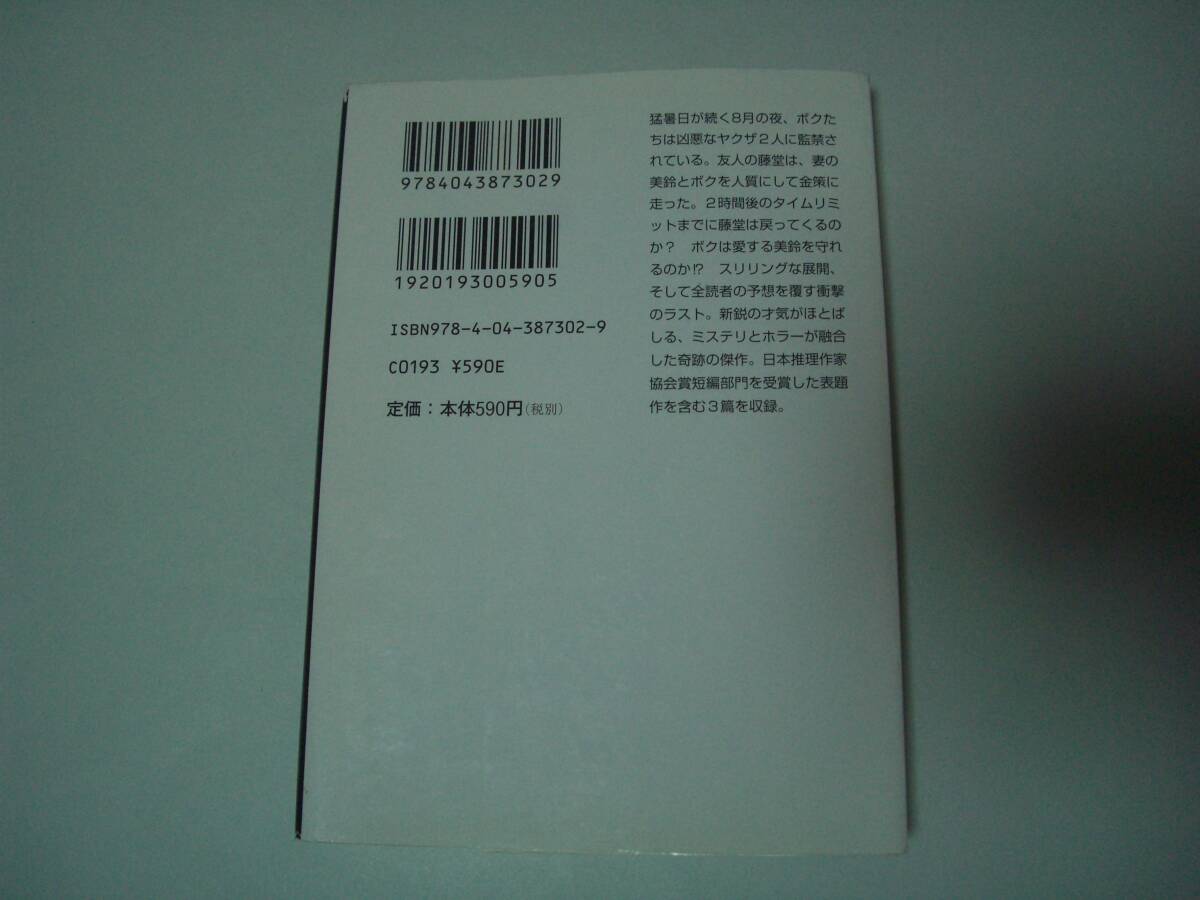 9784043873029
1920193005905
ISBN978-4-04-387302-9
C0193 ¥590E
定価：本体590円（税別）
猛暑日が続く8月の夜、ボクた
ちは凶悪なヤクザ2人に監禁さ
れている。友人の藤堂は、妻の
美鈴とボクを人質にして金策に
走った。2時間後のタイムリミ
ットまでに藤堂は戻ってくるの
か？　ボクは愛する美鈴を守れ
るのか!?　スリリングな展開、
そして全読者の予想を覆す衝撃
のラスト。新鋭の才気がほとば
しる、ミステリとホラーが融合
した奇跡の傑作。日本推理作家
協会賞短編部門を受賞した表題
作を含む3篇を収録。